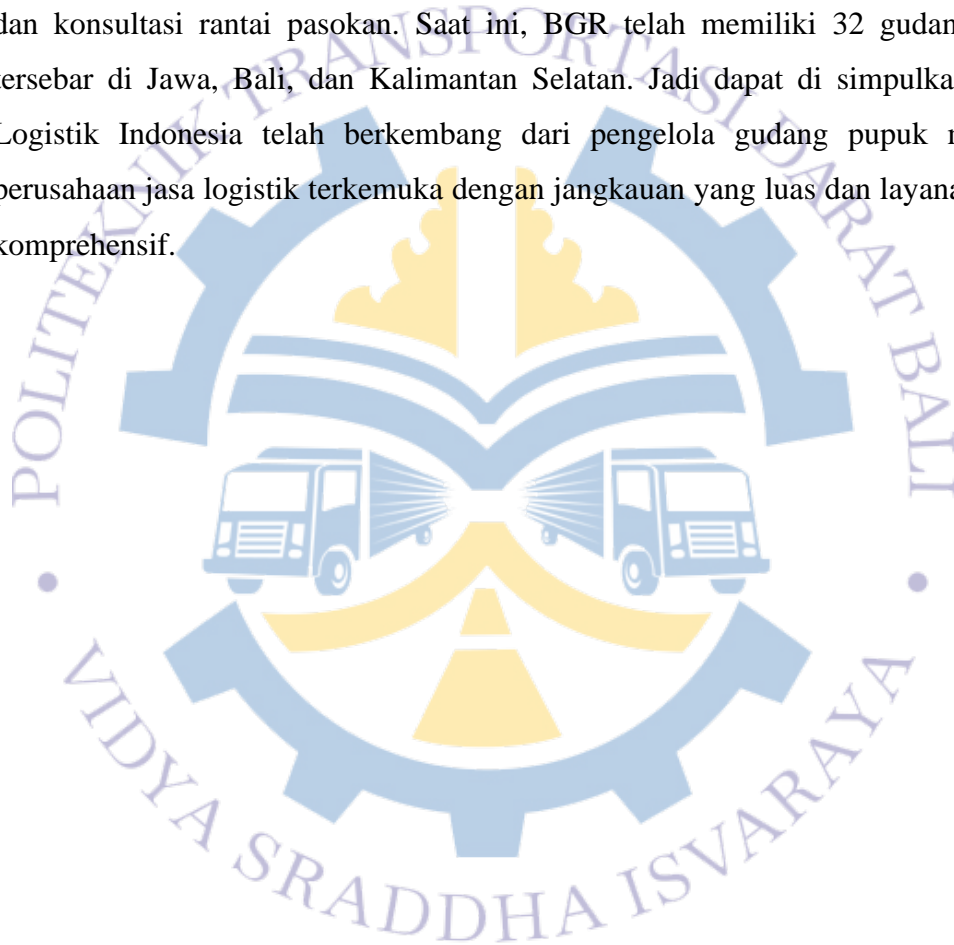 dan konsultasi rantai pasokan. Saat ini, BGR telah memiliki 32 gudan
tersebar di Jawa, Bali, dan Kalimantan Selatan. Jadi dapat di simpulka
Logistik Indonesia telah berkembang dari pengelola gudang pupuk
perusahaan jasa logistik terkemuka dengan jangkauan yang luas dan layana
komprehensif.
POLITEKNIK TRANSPORTASI DARAT BALI
VIDYA SRADDHA ISVARAYA